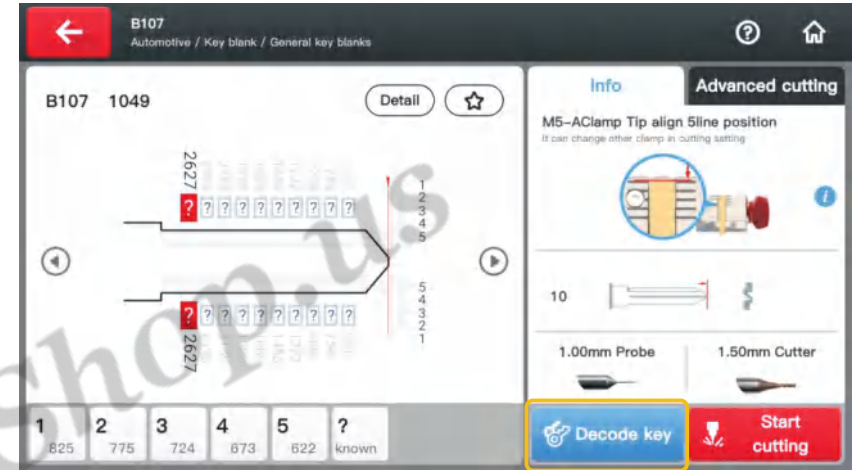 B107
Automotive / Key blank / General key blanks
B107 1049
Detail
2627
? ? ? ? ? ? ? ? ? ?
1
2
3
4
5
5
4
3
2
1
? ? ? ? ? ? ? ? ? ?
2627
1 2 3 4 5 ?
825 775 724 673 622 known
Info
Advanced cutting
M5-AClamp Tip align 5line position
It can change other clamp in cutting setting
10
1.00mm Probe
1.50mm Cutter
Decode key
Start
cutting
Shop.us